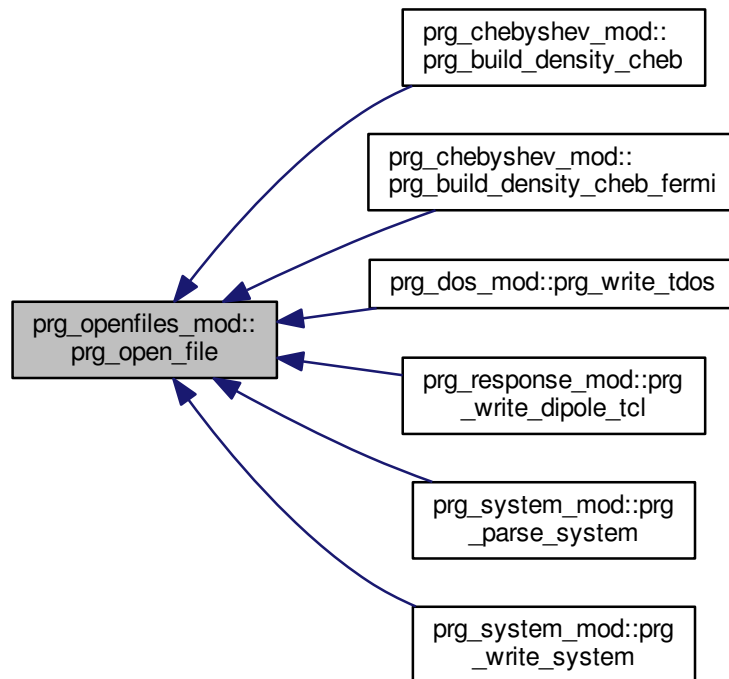 prg_chebyshev_mod::
prg_build_density_cheb
prg_chebyshev_mod::
prg_build_density_cheb_fermi
prg_dos_mod::prg_write_tdos
prg_openfiles_mod::
prg_open_file
prg_response_mod::prg
_write_dipole_tcl
prg_system_mod::prg
_parse_system
prg_system_mod::prg
_write_system